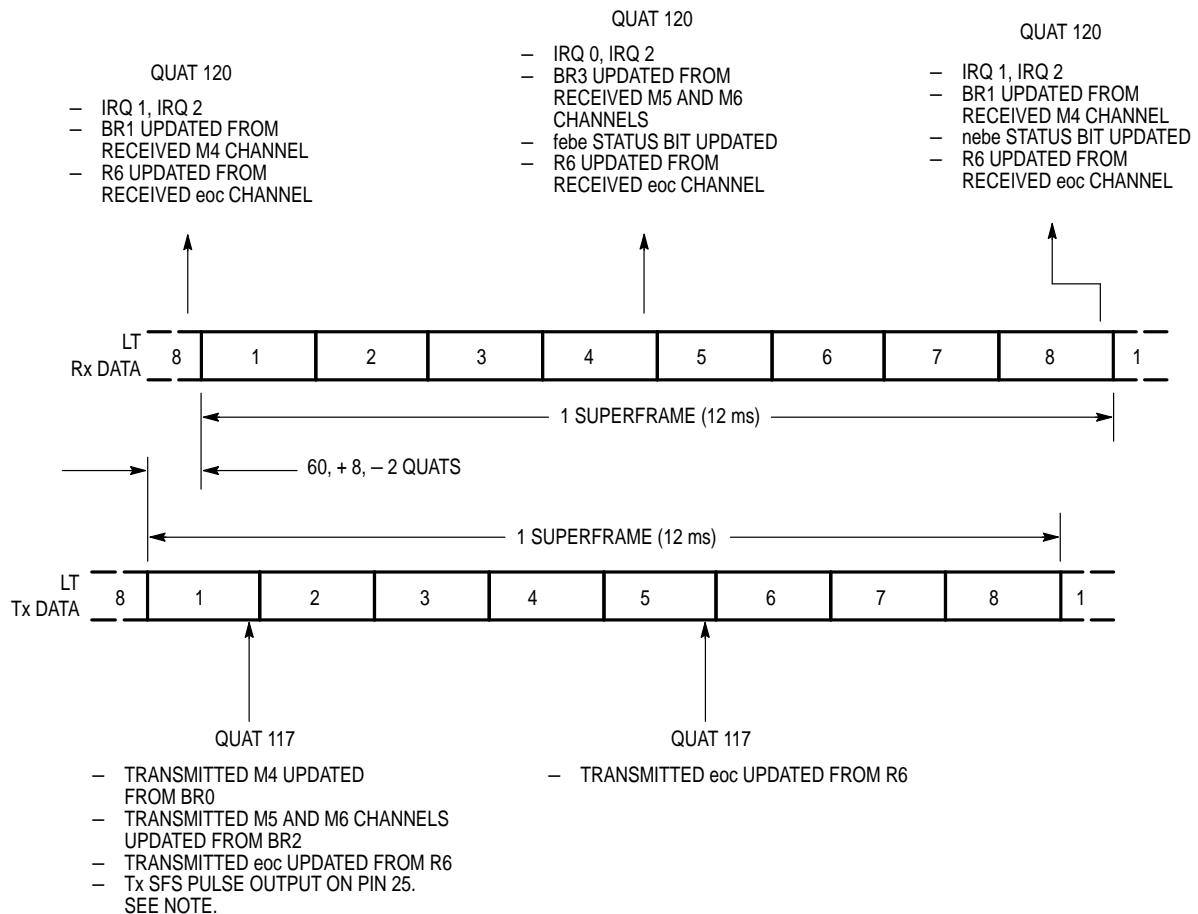 QUAT 120
– IRQ 1, IRQ 2
– BR1 UPDATED FROM
RECEIVED M4 CHANNEL
– R6 UPDATED FROM
RECEIVED eoc CHANNEL
QUAT 120
– IRQ 0, IRQ 2
– BR3 UPDATED FROM
RECEIVED M5 AND M6
CHANNELS
– febe STATUS BIT UPDATED
– R6 UPDATED FROM
RECEIVED eoc CHANNEL
QUAT 120
– IRQ 1, IRQ 2
– BR1 UPDATED FROM
RECEIVED M4 CHANNEL
– nebe STATUS BIT UPDATED
– R6 UPDATED FROM
RECEIVED eoc CHANNEL
LT
Rx DATA
8 1 2 3 4 5 6 7 8 1
1 SUPERFRAME (12 ms)
60, + 8, – 2 QUATS
1 SUPERFRAME (12 ms)
LT
Tx DATA
8 1 2 3 4 5 6 7 8 1
QUAT 117
– TRANSMITTED M4 UPDATED
FROM BR0
– TRANSMITTED M5 AND M6 CHANNELS
UPDATED FROM BR2
– TRANSMITTED eoc UPDATED FROM R6
– Tx SFS PULSE OUTPUT ON PIN 25.
SEE NOTE.
QUAT 117
– TRANSMITTED eoc UPDATED FROM R6